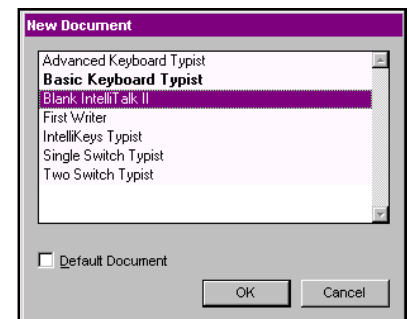 New Document
Advanced Keyboard Typist
Basic Keyboard Typist
Blank IntelliTalk II
First Writer
IntelliKeys Typist
Single Switch Typist
Two Switch Typist
Default Document
OK
Cancel